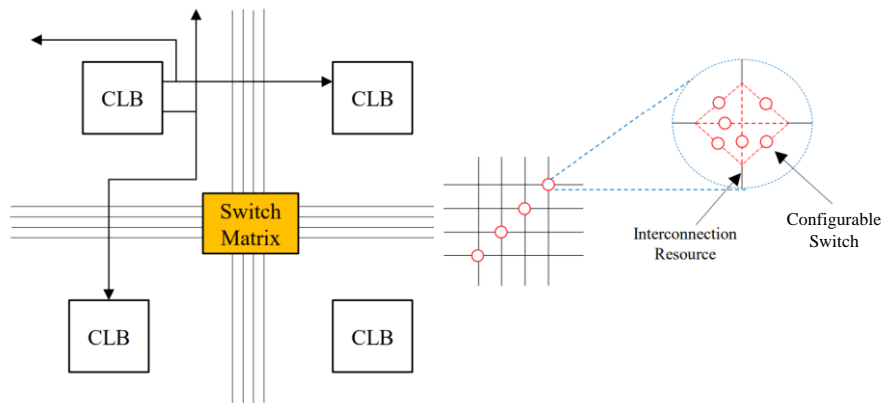 CLB
CLB
Switch
Matrix
CLB
CLB
Interconnection
Resource
Configurable
Switch